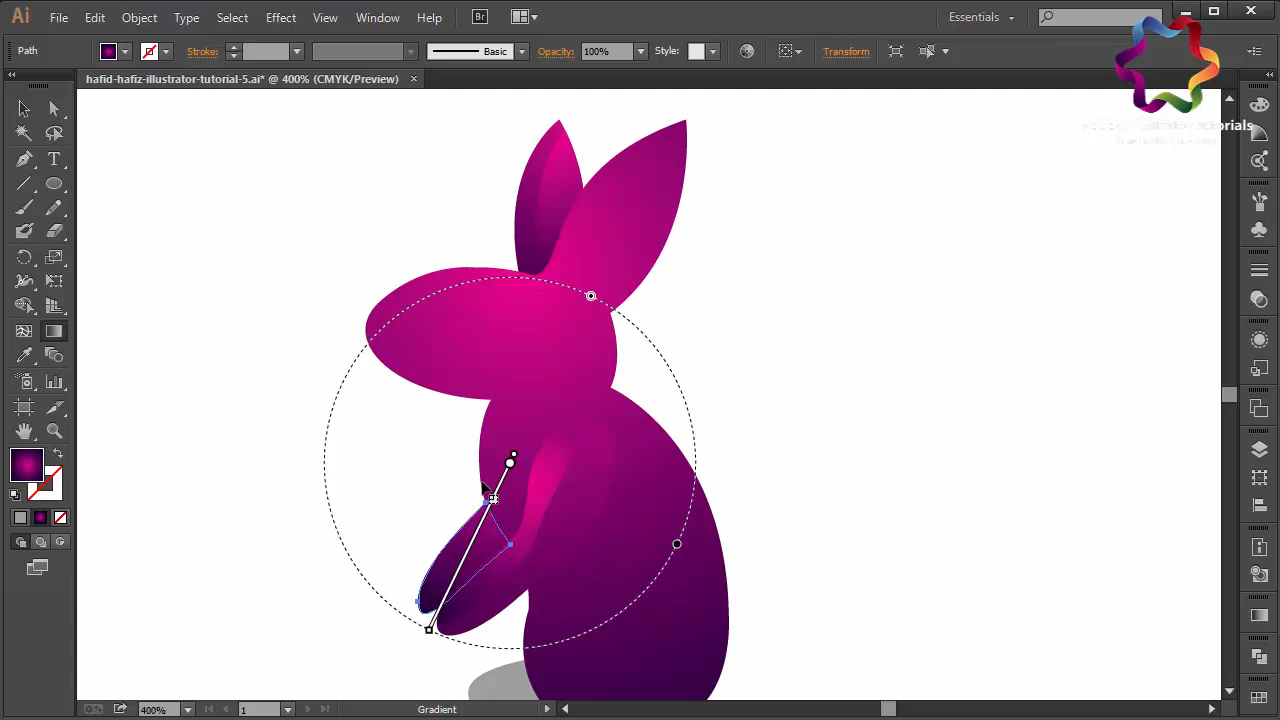 Ai File Edit Object Type Select Effect View Window Help Br Essentials
Path Stroke: Basic Opacity: 100% Style: Transform
hafid-hafiz-illustrator-tutorial-5.ai* @ 400% (CMYK/Preview) ×
T
400% 1 Gradient